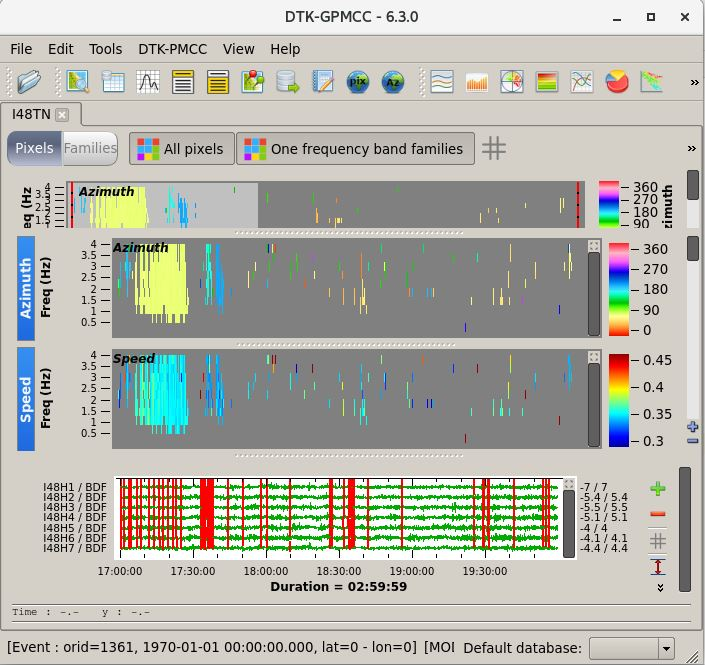 DTK-GPMCC - 6.3.0
File Edit Tools DTK-PMCC View Help
pix Az »
I48TN
Pixels Families All pixels One frequency band families »
eq (Hz 4 3.5 2.5 1.5 Azimuth 360 270 180 90 zimuth
Azimuth Freq (Hz) 4 3.5 3 2.5 2 1.5 1 0.5 Azimuth 360 270 180 90 0
Speed Freq (Hz) 4 3.5 3 2.5 2 1.5 1 0.5 Speed 0.45 0.4 0.35 0.3
I48H1 / BDF -7 / 7
I48H2 / BDF -5.4 / 5.4
I48H3 / BDF -5.5 / 5.5
I48H4 / BDF -5.1 / 5.1
I48H5 / BDF -4 / 4
I48H6 / BDF -4.1 / 4.1
I48H7 / BDF -4.4 / 4.4
17:00:00 17:30:00 18:00:00 18:30:00 19:00:00 19:30:00
Duration = 02:59:59
Time : -.- y : -.-
[Event : orid=1361, 1970-01-01 00:00:00.000, lat=0 - lon=0] [MOI Default database: